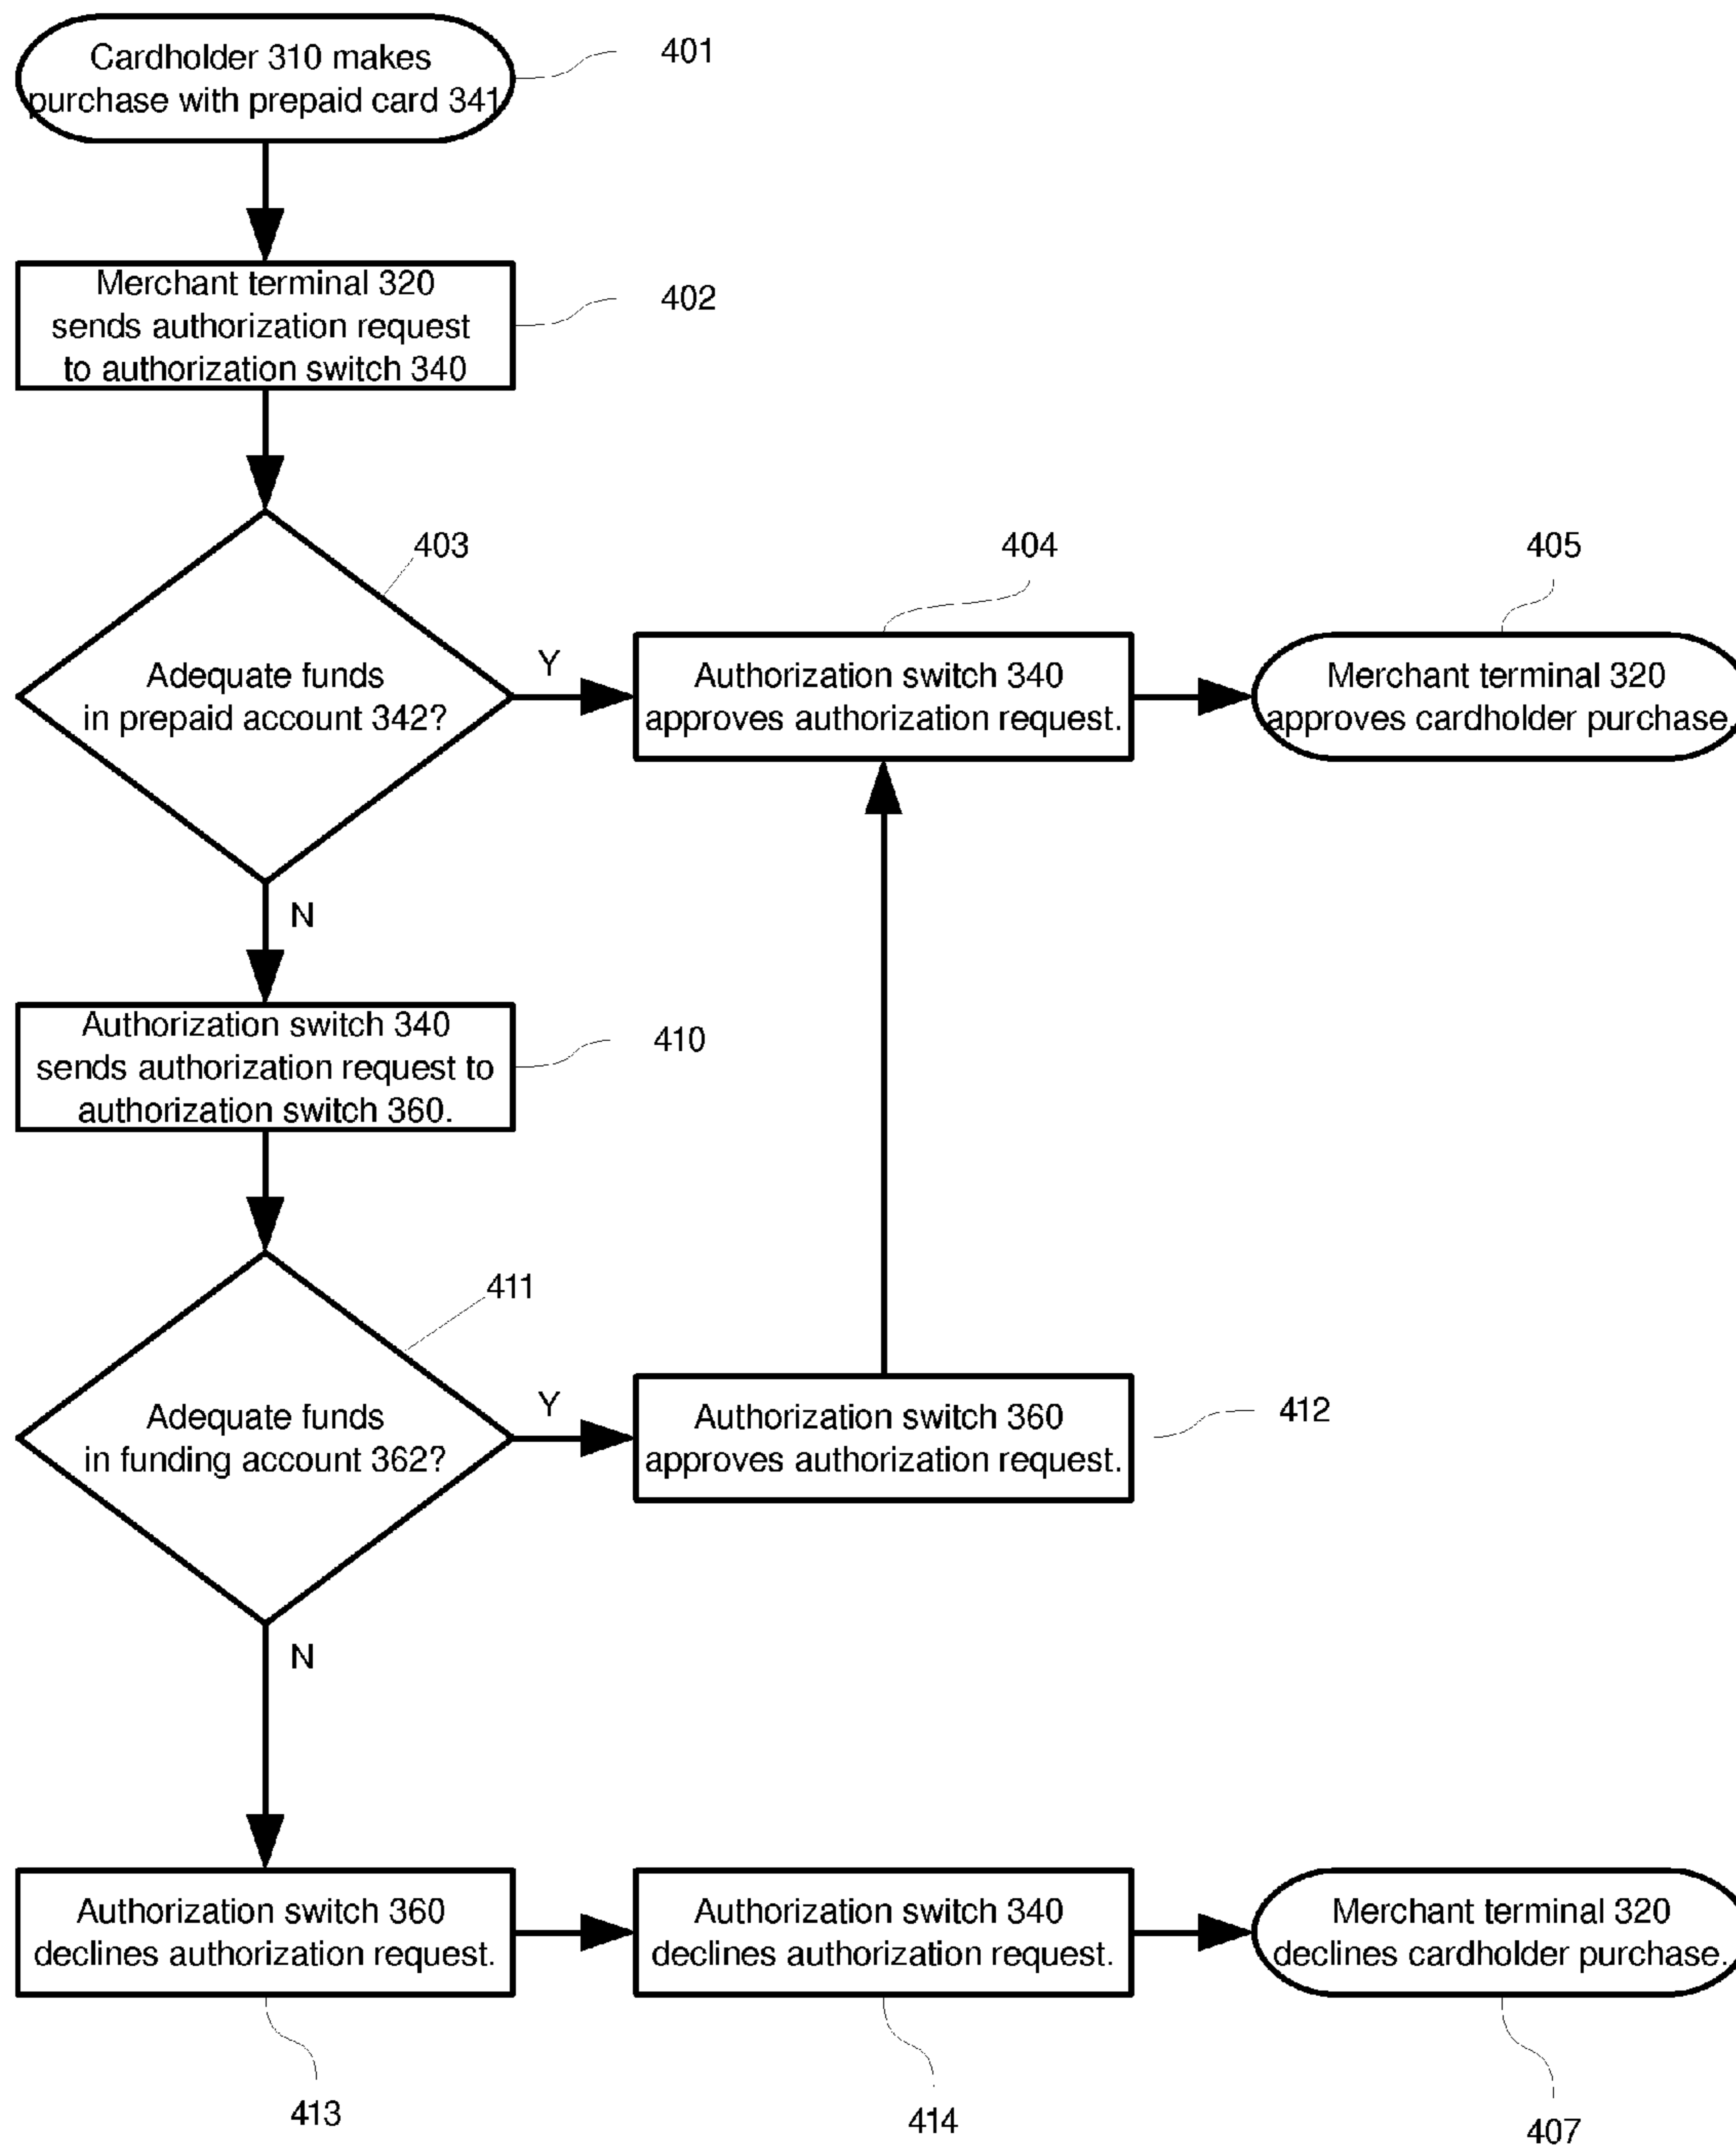 Cardholder 310 makes
purchase with prepaid card 341
401
Merchant terminal 320
sends authorization request
to authorization switch 340
402
403
Adequate funds
in prepaid account 342?
Y
N
404
Authorization switch 340
approves authorization request.
405
Merchant terminal 320
approves cardholder purchase.
Authorization switch 340
sends authorization request to
authorization switch 360.
410
411
Adequate funds
in funding account 362?
Y
N
Authorization switch 360
approves authorization request.
412
Authorization switch 360
declines authorization request.
413
Authorization switch 340
declines authorization request.
414
Merchant terminal 320
declines cardholder purchase.
407